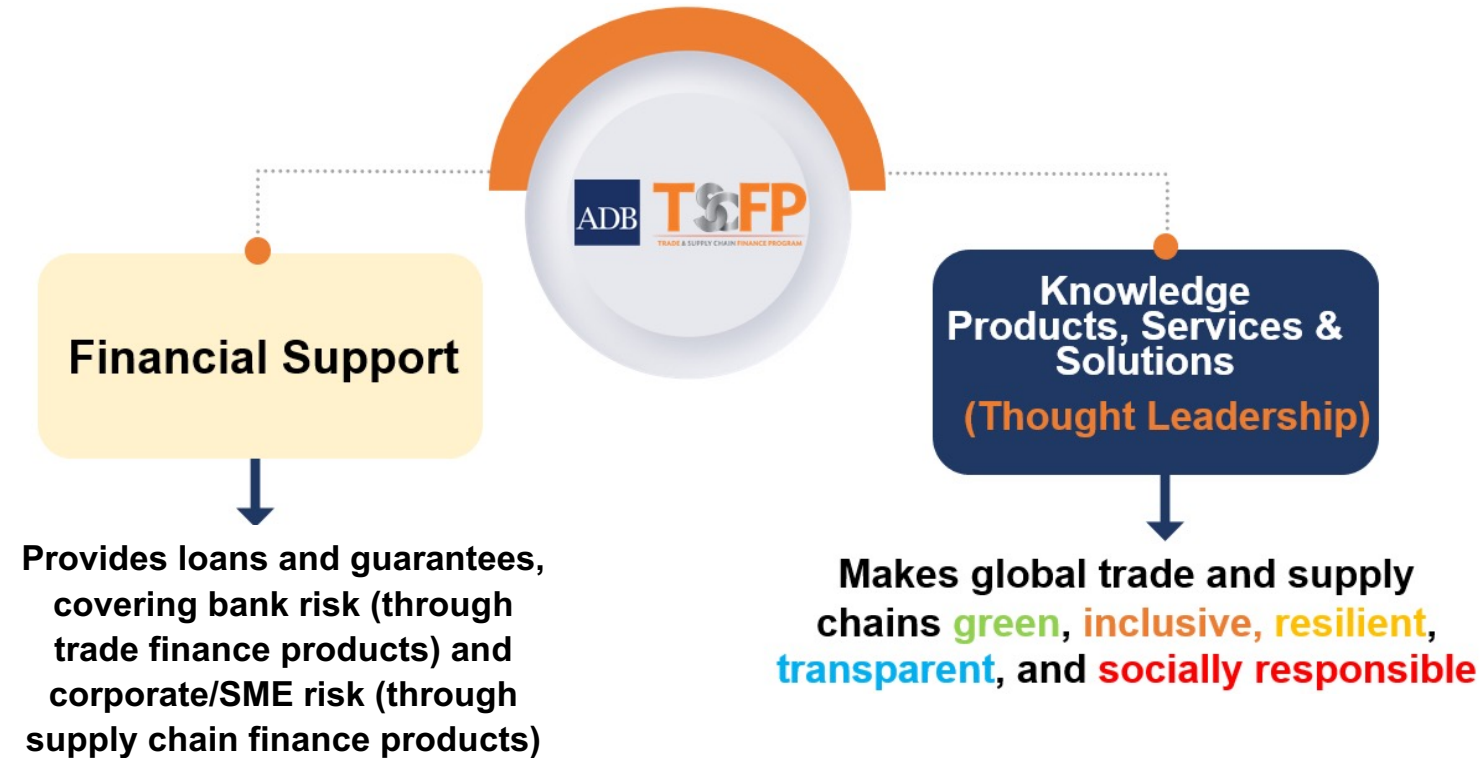 ADB TSCFP
TRADE & SUPPLY CHAIN FINANCE PROGRAM
Financial Support
Provides loans and guarantees,
covering bank risk (through
trade finance products) and
corporate/SME risk (through
supply chain finance products)
Knowledge
Products, Services &
Solutions
(Thought Leadership)
Makes global trade and supply
chains green, inclusive, resilient,
transparent, and socially responsible